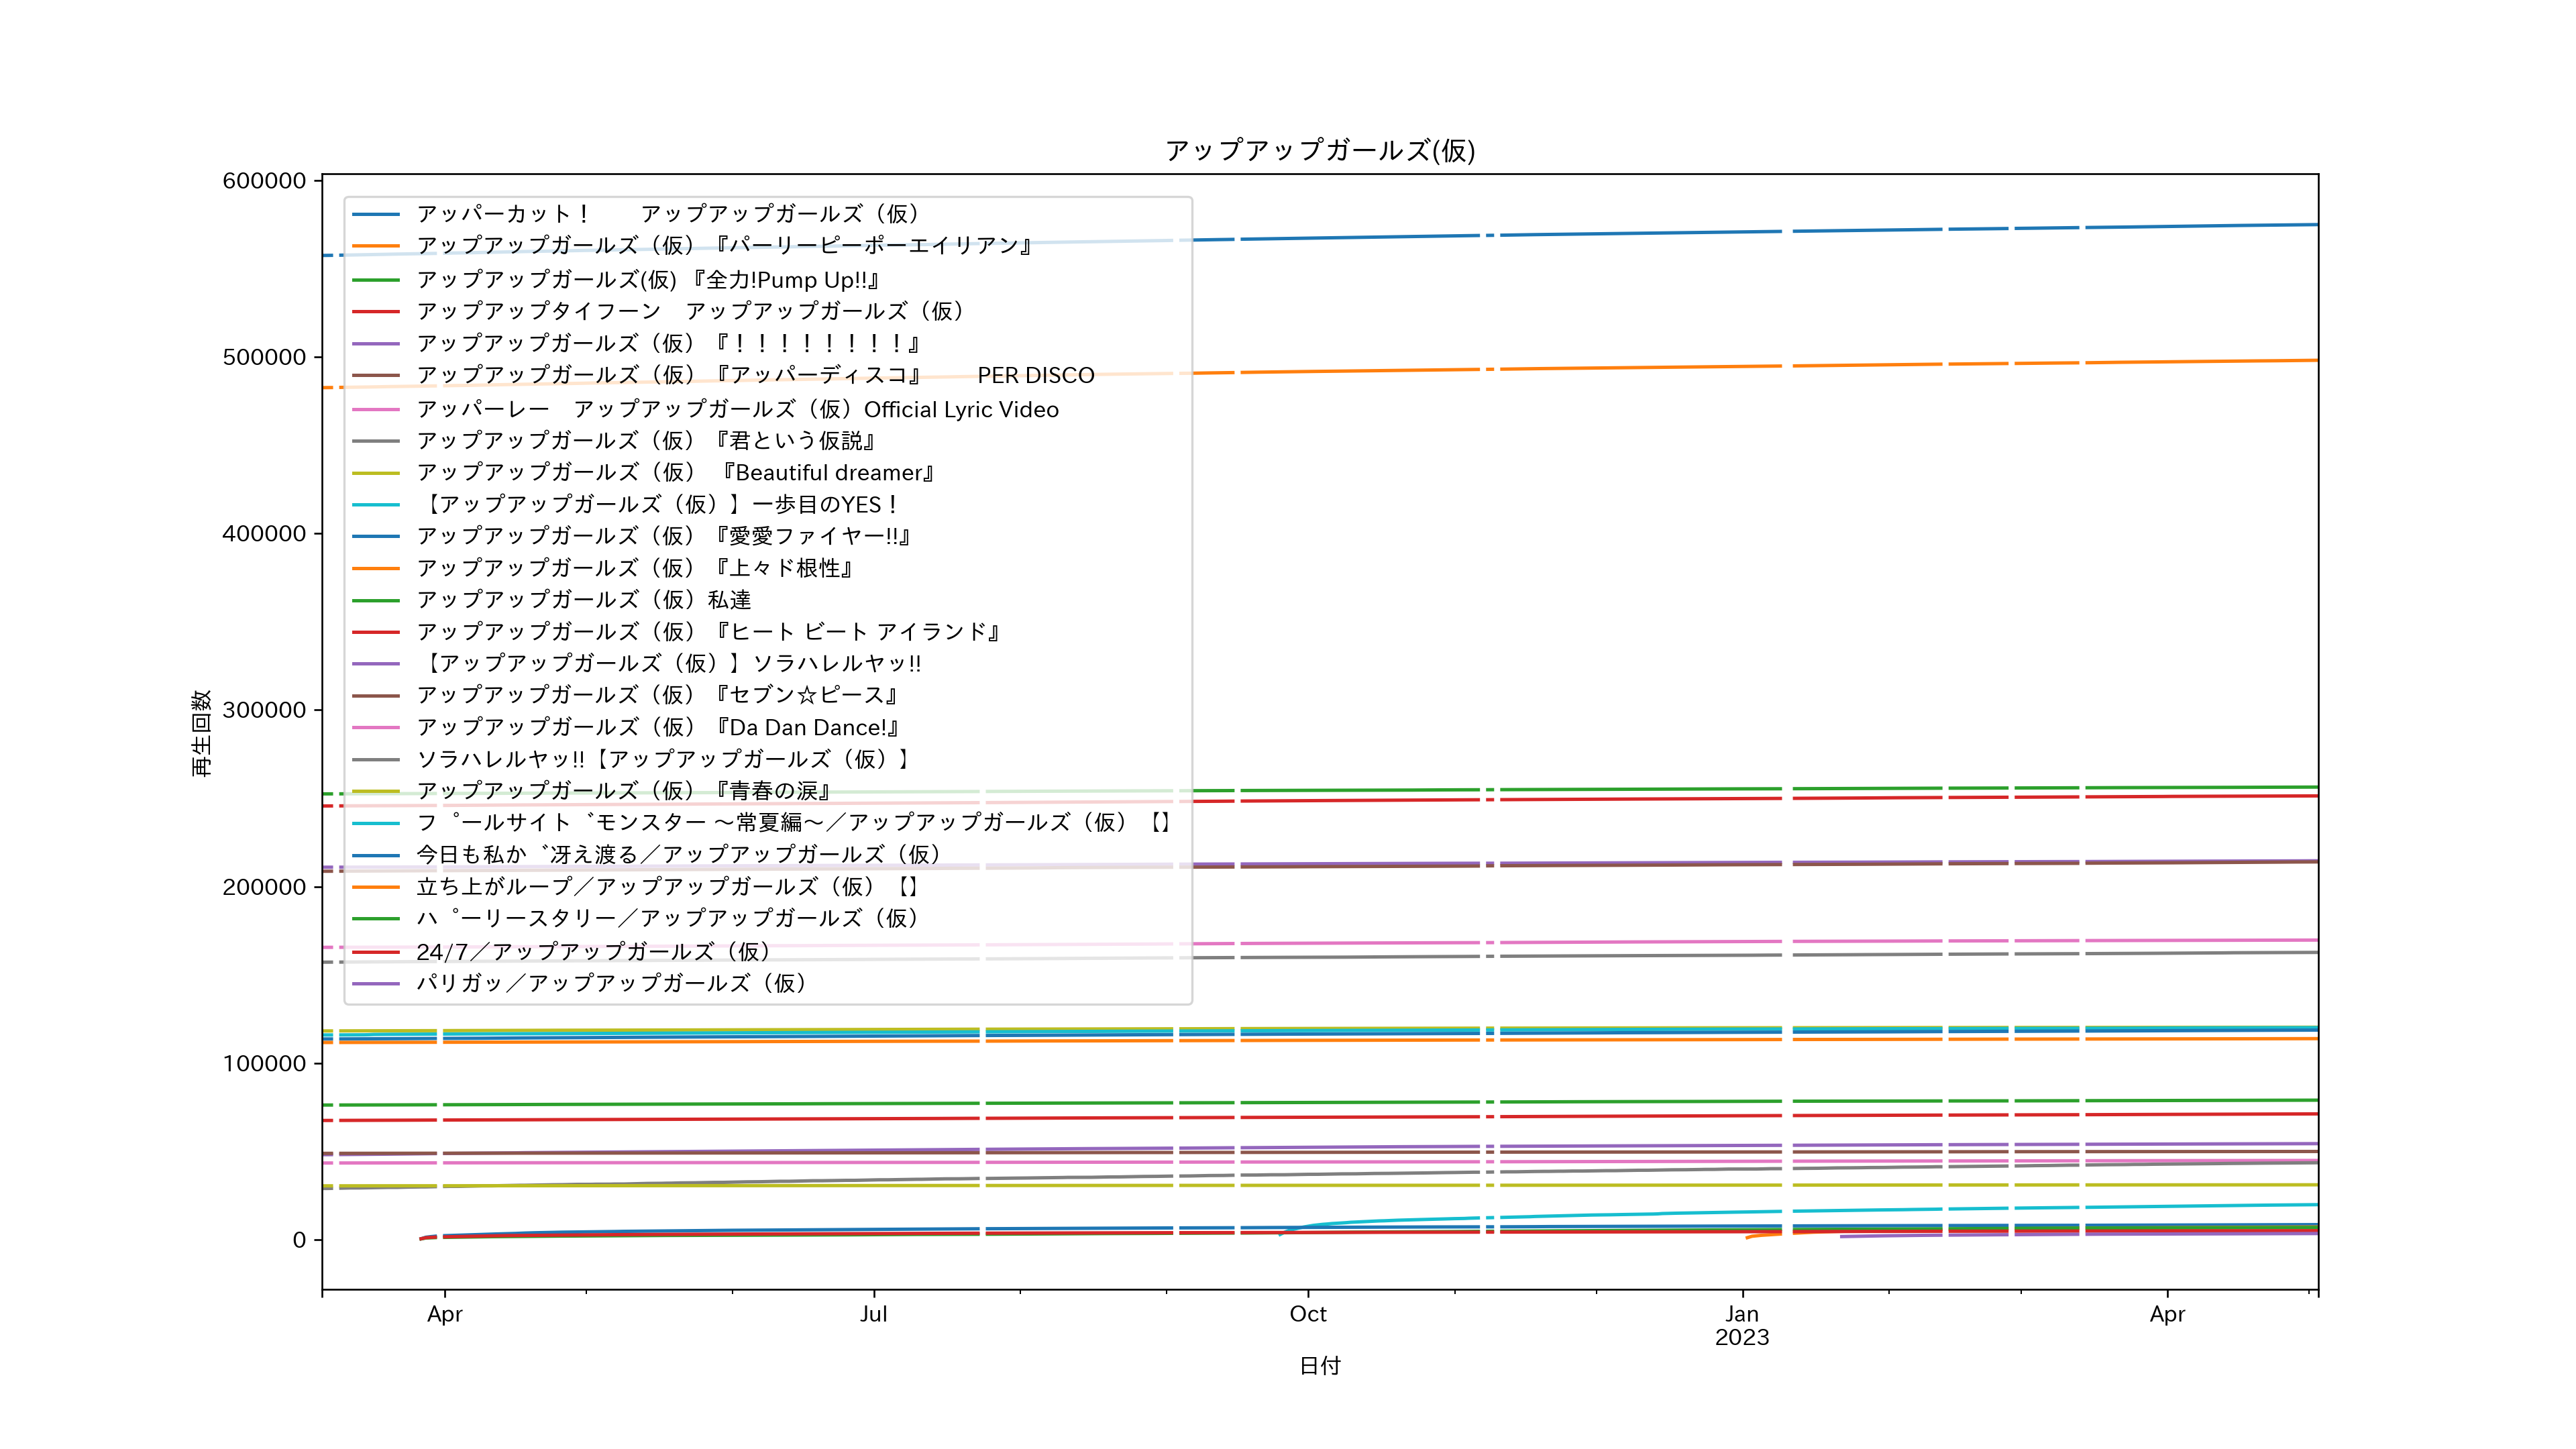 アップアップガールズ(仮)
600000
500000
400000
300000
200000
100000
0
再生回数
アッパーカット！　　アップアップガールズ（仮）
アップアップガールズ（仮）『パーリーピーポーエイリアン』
アップアップガールズ(仮) 『全力!Pump Up!!』
アップアップタイフーン　アップアップガールズ（仮）
アップアップガールズ（仮）『！！！！！！！！』
アップアップガールズ（仮）『アッパーディスコ』　　PER DISCO
アッパーレー　アップアップガールズ（仮）Official Lyric Video
アップアップガールズ（仮）『君という仮説』
アップアップガールズ（仮） 『Beautiful dreamer』
【アップアップガールズ（仮）】一歩目のYES！
アップアップガールズ（仮）『愛愛ファイヤー!!』
アップアップガールズ（仮）『上々ド根性』
アップアップガールズ（仮）私達
アップアップガールズ（仮）『ヒート ビート アイランド』
【アップアップガールズ（仮）】ソラハレルヤッ!!
アップアップガールズ（仮）『セブン☆ピース』
アップアップガールズ（仮）『Da Dan Dance!』
ソラハレルヤッ!!【アップアップガールズ（仮）】
アップアップガールズ（仮）『青春の涙』
フ゜ールサイト゛モンスター 〜常夏編〜／アップアップガールズ（仮）【】
今日も私か゛冴え渡る／アップアップガールズ（仮）
立ち上がループ／アップアップガールズ（仮）【】
ハ゜ーリースタリー／アップアップガールズ（仮）
24/7／アップアップガールズ（仮）
パリガッ／アップアップガールズ（仮）
Apr
Jul
Oct
Jan
2023
Apr
日付